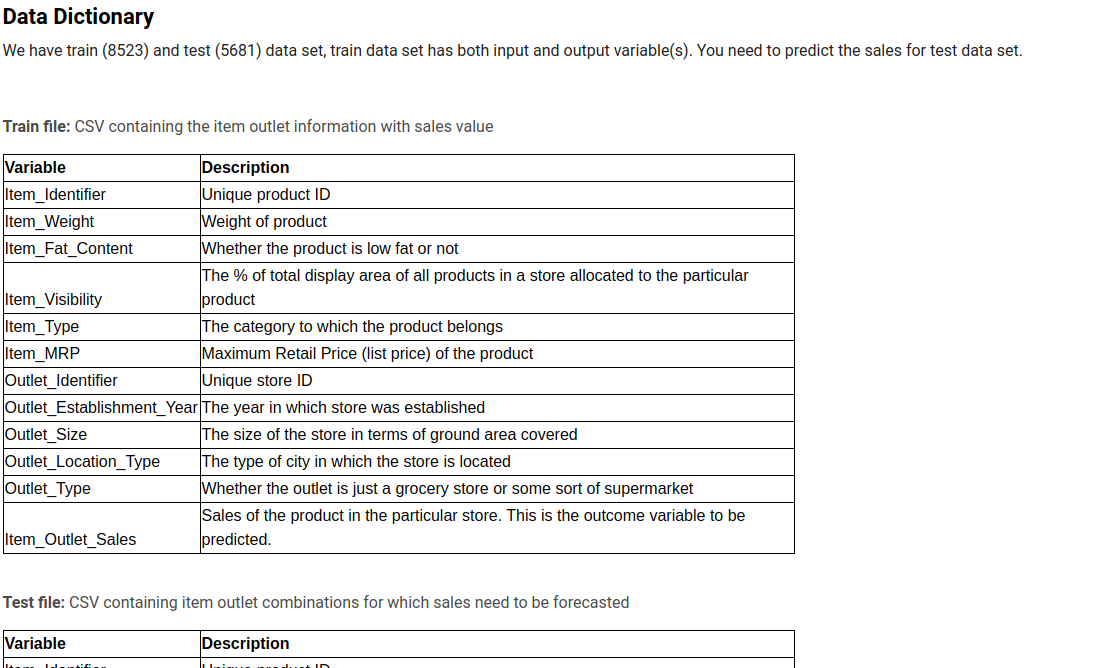 Data Dictionary
We have train (8523) and test (5681) data set, train data set has both input and output variable(s). You need to predict the sales for test data set.
Train file: CSV containing the item outlet information with sales value
Variable Description
Item_Identifier Unique product ID
Item_Weight Weight of product
Item_Fat_Content Whether the product is low fat or not
The % of total display area of all products in a store allocated to the particular
Item_Visibility product
Item_Type The category to which the product belongs
Item_MRP Maximum Retail Price (list price) of the product
Outlet_Identifier Unique store ID
Outlet_Establishment_Year The year in which store was established
Outlet_Size The size of the store in terms of ground area covered
Outlet_Location_Type The type of city in which the store is located
Outlet_Type Whether the outlet is just a grocery store or some sort of supermarket
Sales of the product in the particular store. This is the outcome variable to be
Item_Outlet_Sales predicted.
Test file: CSV containing item outlet combinations for which sales need to be forecasted
Variable Description
Item_Identifier Unique product ID